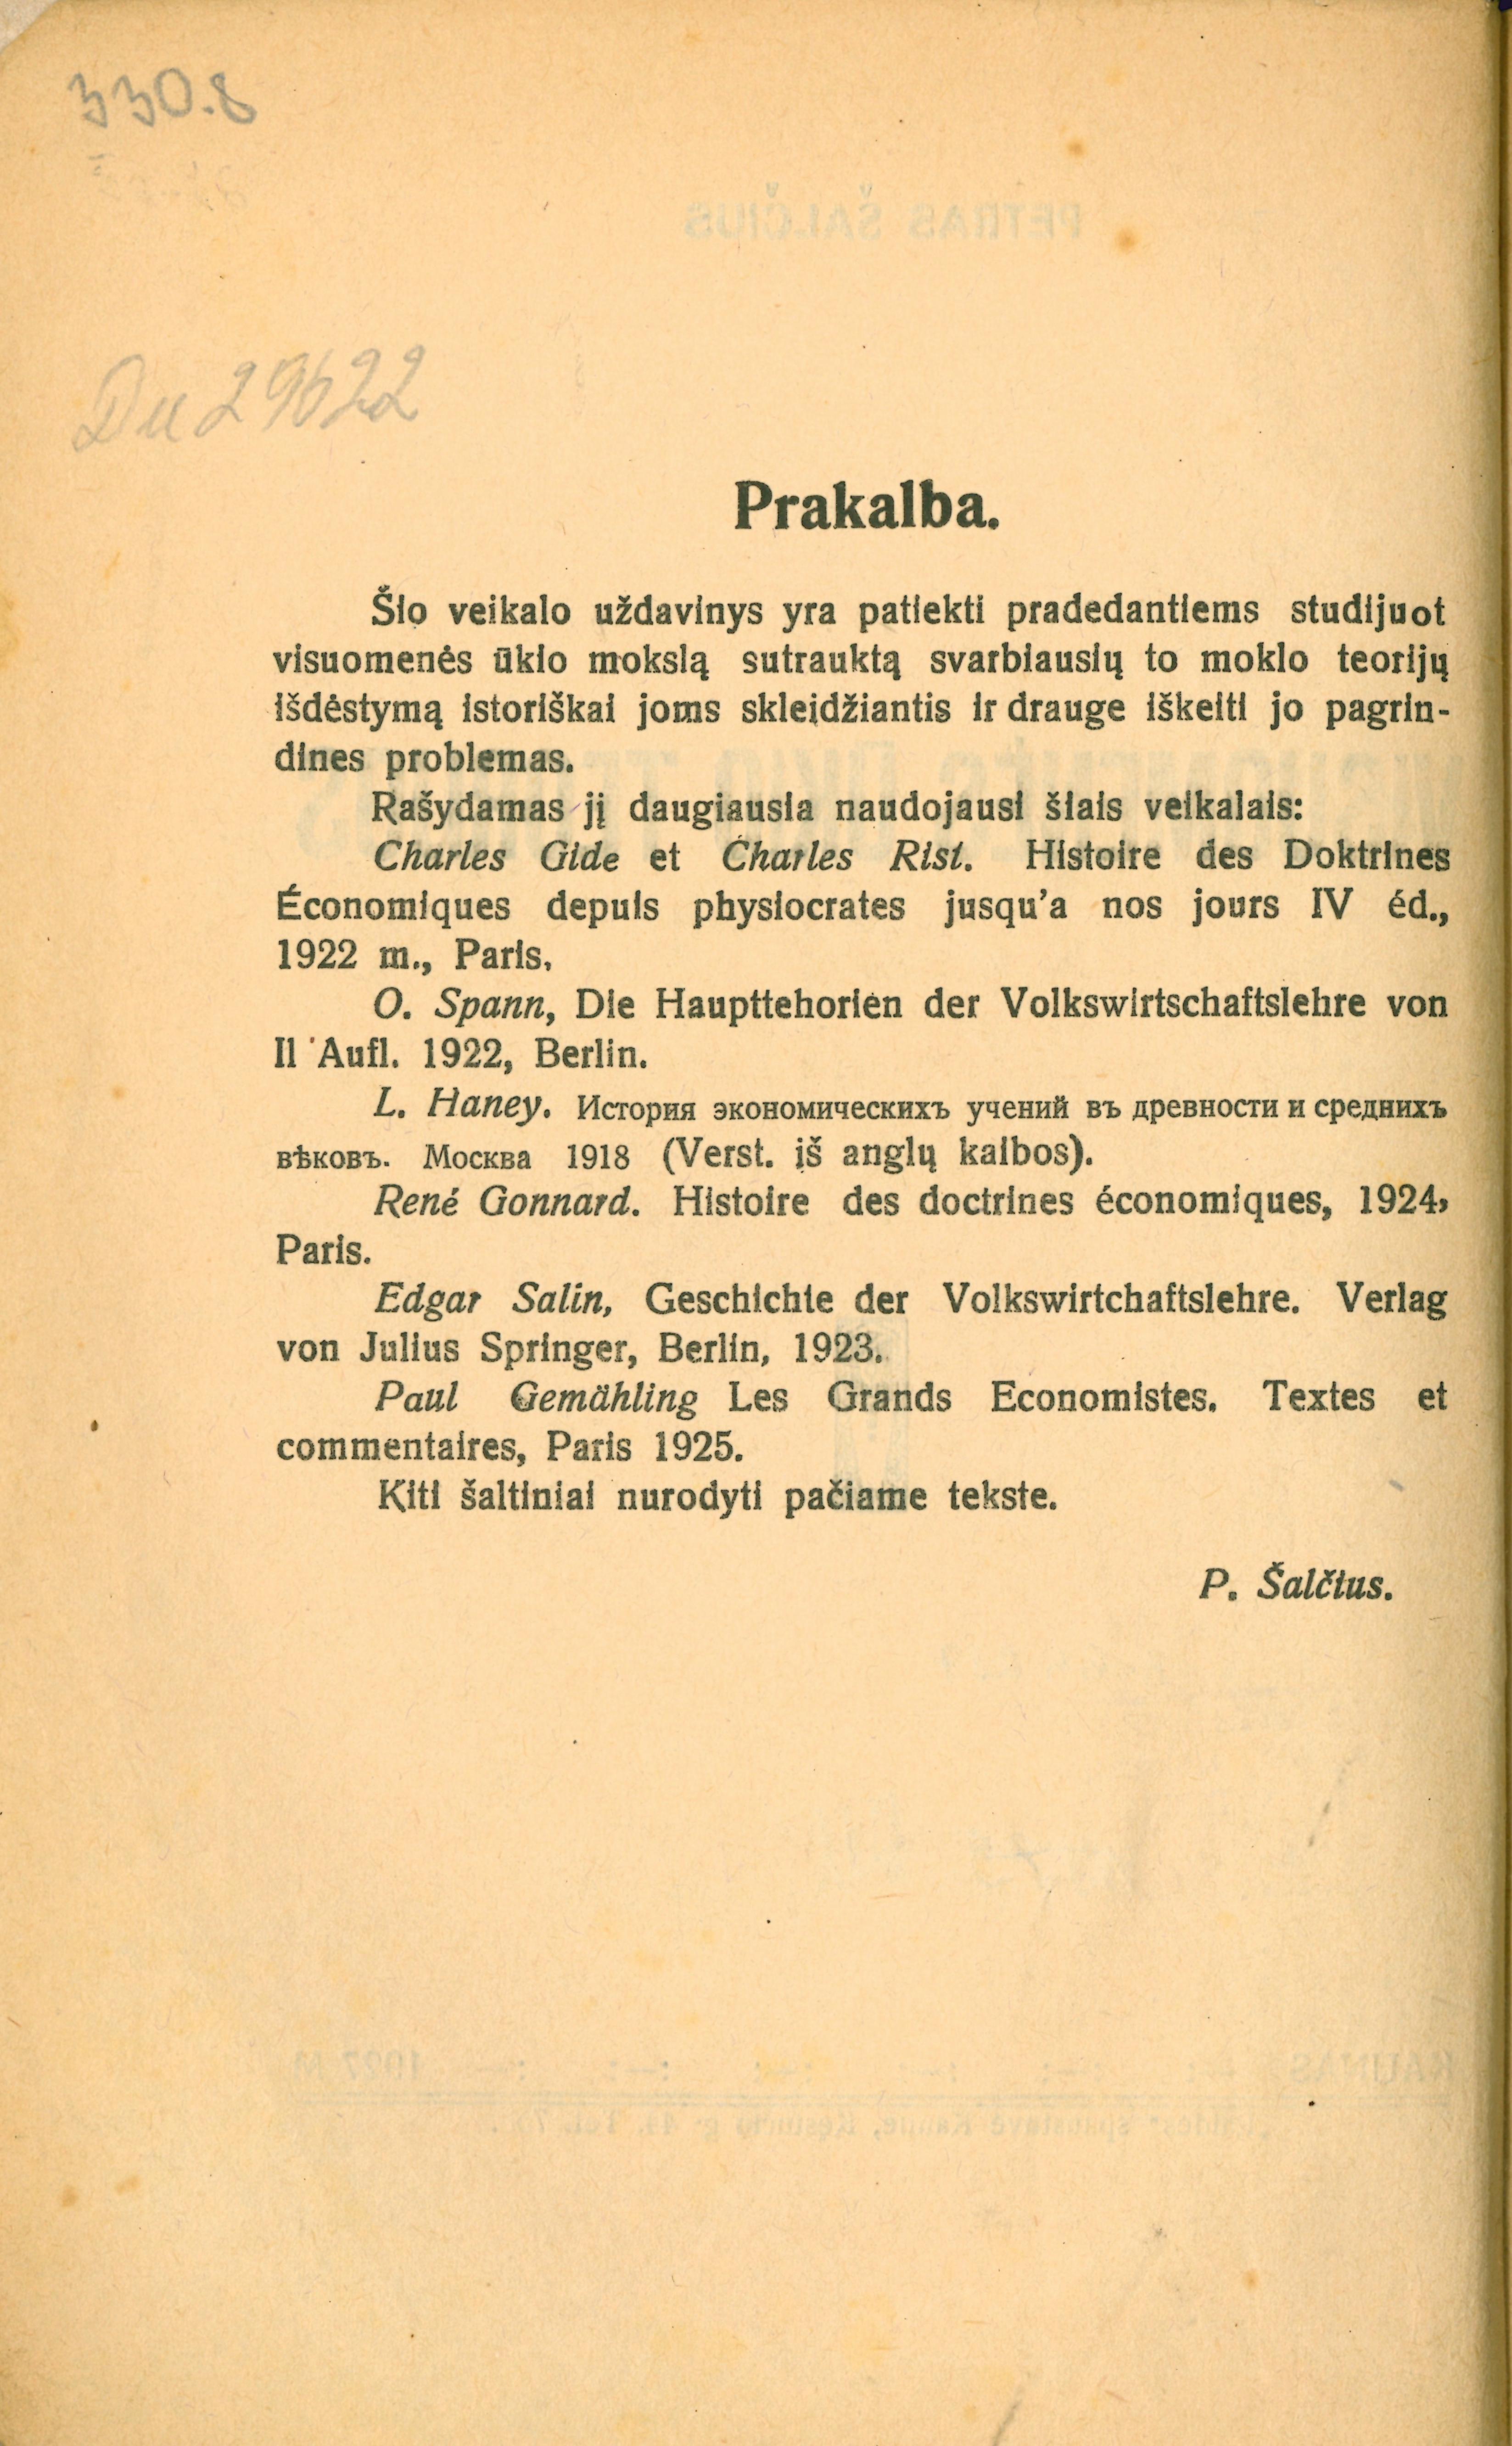 330.8
Du 29622
Prakalba.
Šio veikalo uždavinys yra patiekti pradedantiems studijuot
visuomenės ūkio mokslą sutrauktą svarbiausių to moklo teorijų
išdėstymą istoriškai joms skleidžiantis ir drauge iškelti jo pagrin-
dines problemas.
Rašydamas jį daugiausia naudojausi šiais veikalais:
Charles Gide et Charles Rist. Histoire des Doktrines
Économiques depuis physiocrates jusqu'a nos jours IV éd.,
1922 m., Paris.
O. Spann, Die Haupttehorien der Volkswirtschaftslehre von
II Aufl. 1922, Berlin.
L. Haney. История экономическихъ учений въ древности и среднихъ
вѣковъ. Москва 1918 (Verst. iš anglų kalbos).
René Gonnard. Histoire des doctrines économiques, 1924,
Paris.
Edgar Salin, Geschichte der Volkswirtchaftslehre. Verlag
von Julius Springer, Berlin, 1923.
Paul Gemähling Les Grands Economistes. Textes et
commentaires, Paris 1925.
Kiti šaltiniai nurodyti pačiame tekste.
P. Šalčius.